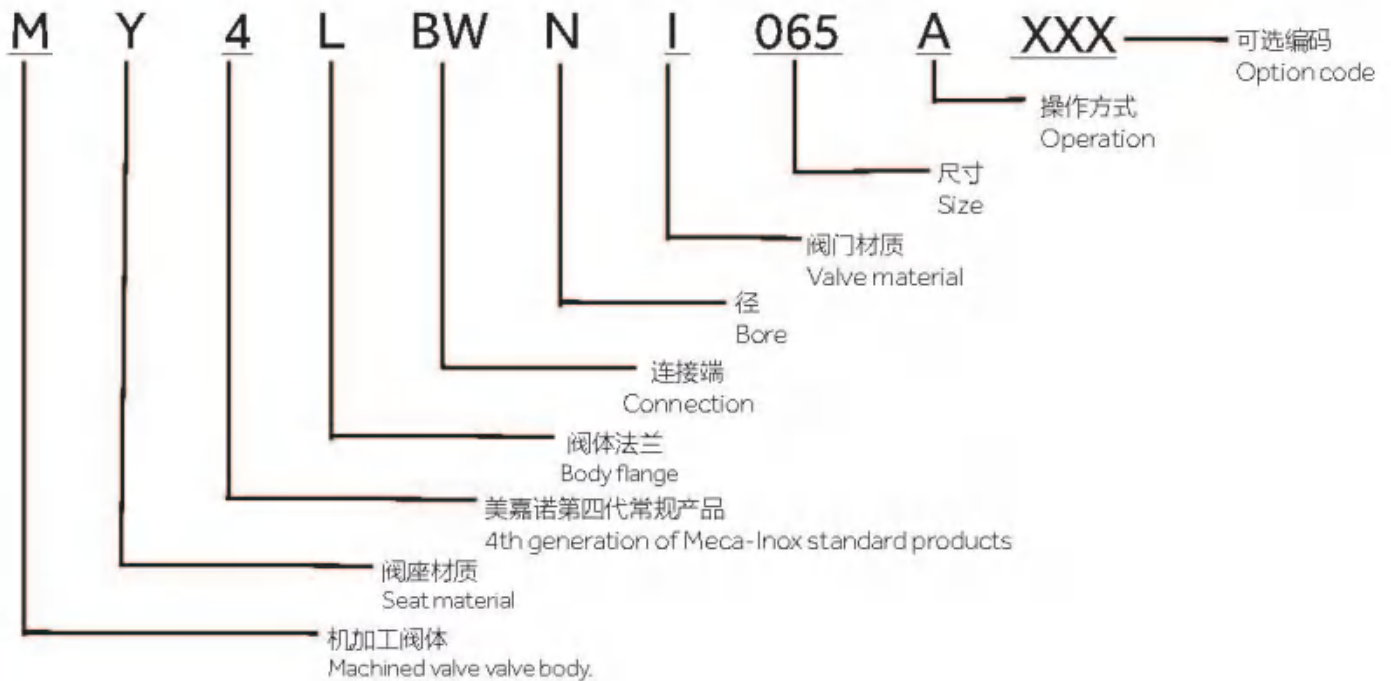 M Y 4 L BW N I 065 A XXX
可选编码
Option code
操作方式
Operation
尺寸
Size
阀门材质
Valve material
径
Bore
连接端
Connection
阀体法兰
Body flange
美嘉诺第四代常规产品
4th generation of Meca-Inox standard products
阀座材质
Seat material
机加工阀体
Machined valve valve body.